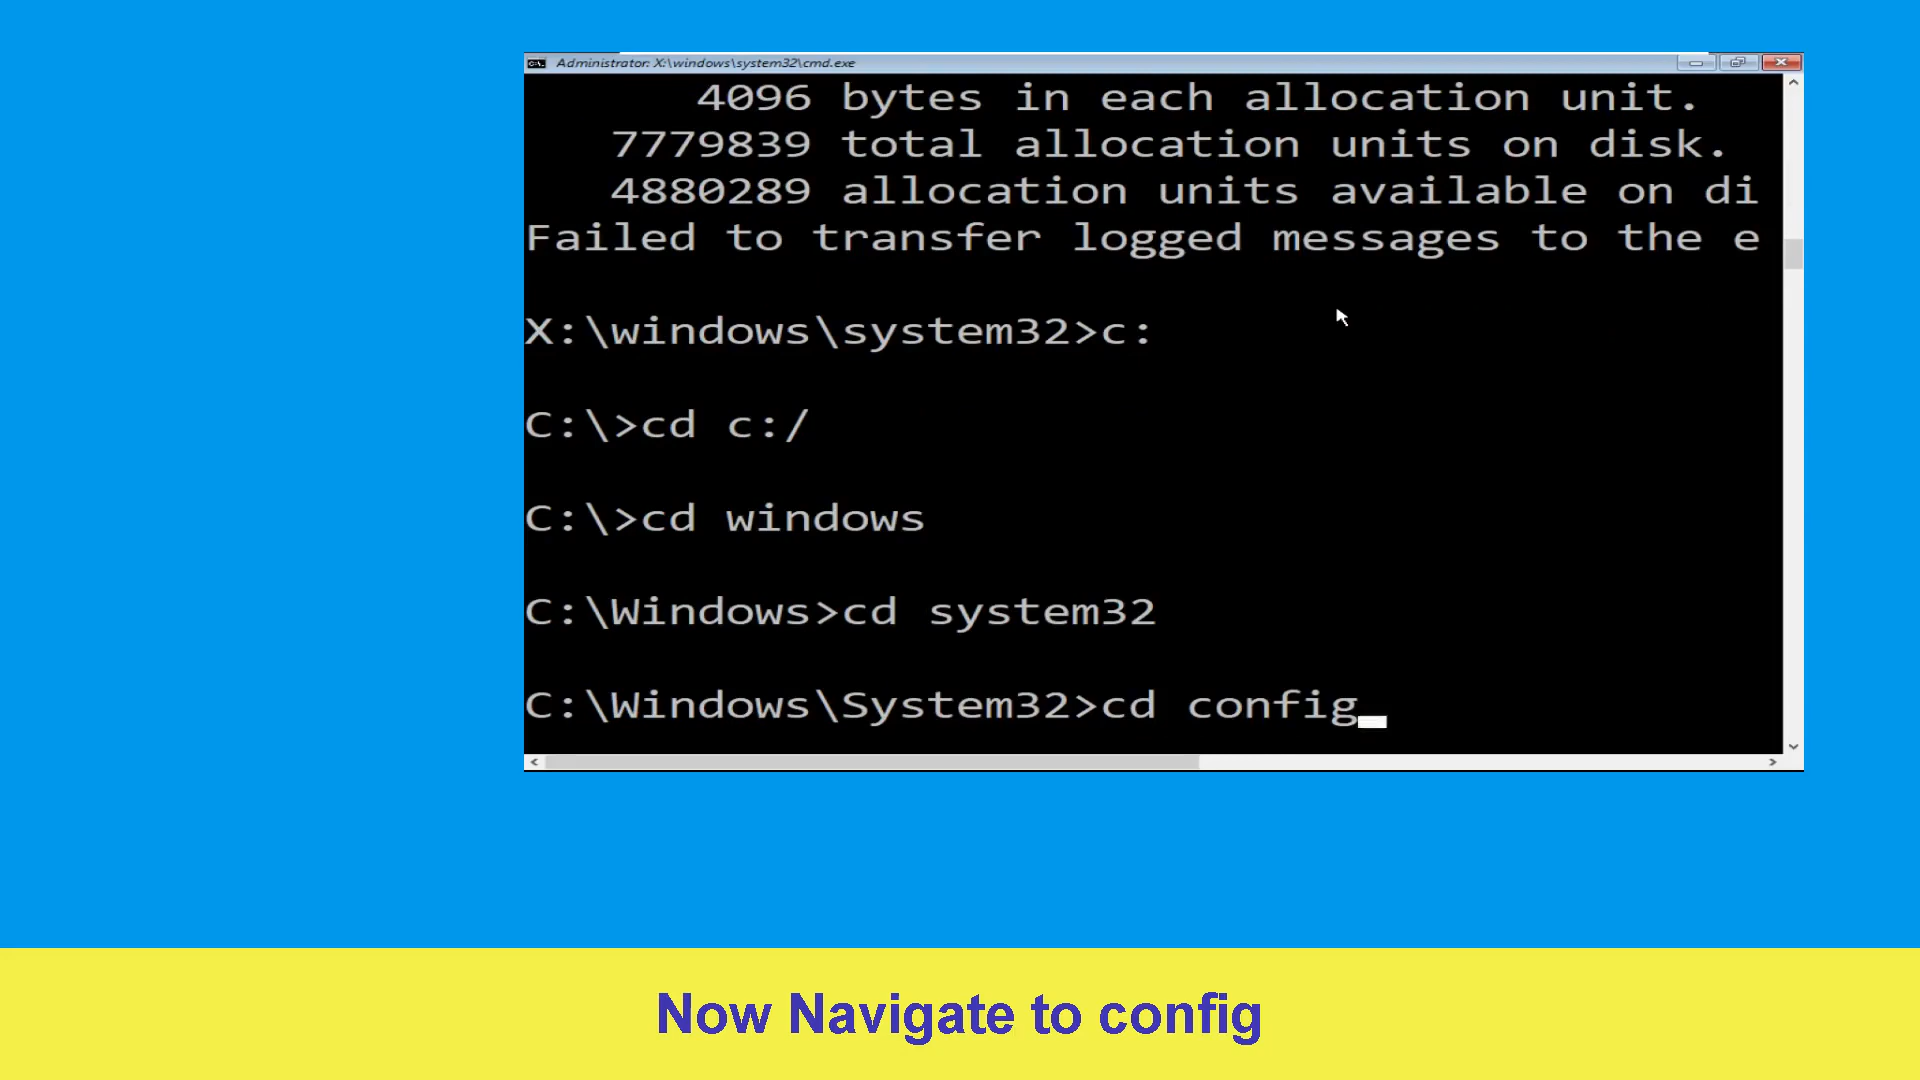 Administrator: X:\windows\system32\cmd.exe
4096 bytes in each allocation unit.
7779839 total allocation units on disk.
4880289 allocation units available on di
Failed to transfer logged messages to the e
X:\windows\system32>c:
C:\>cd c:/
C:\>cd windows
C:\Windows>cd system32
C:\Windows\System32>cd config
Now Navigate to config